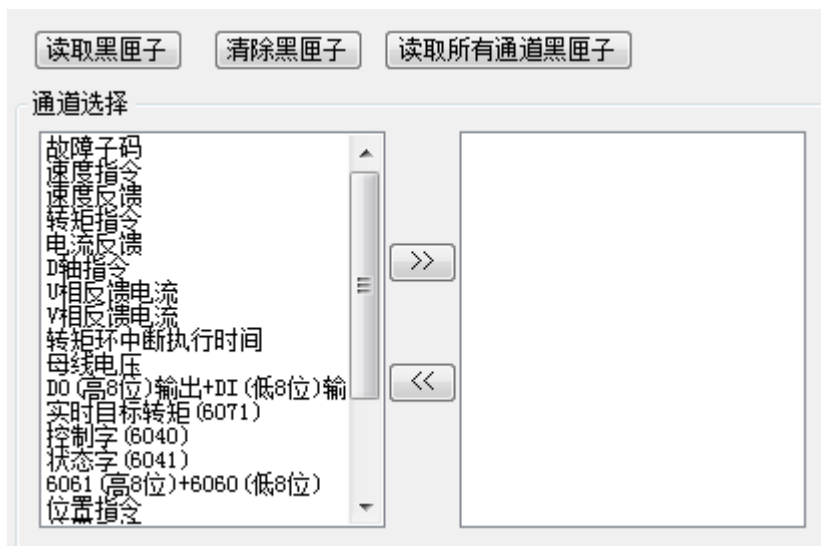 读取黑匣子 清除黑匣子 读取所有通道黑匣子
通道选择
故障子码
速度指令
速度反馈
转矩指令
电流反馈
D轴指令
>>
U相反馈电流
V相反馈电流
转矩环中断执行时间
母线电压
DO(高8位)输出+DI(低8位)输
<<
实时目标转矩(6071)
控制字(6040)
状态字(6041)
6061(高8位)+6060(低8位)
位置指令